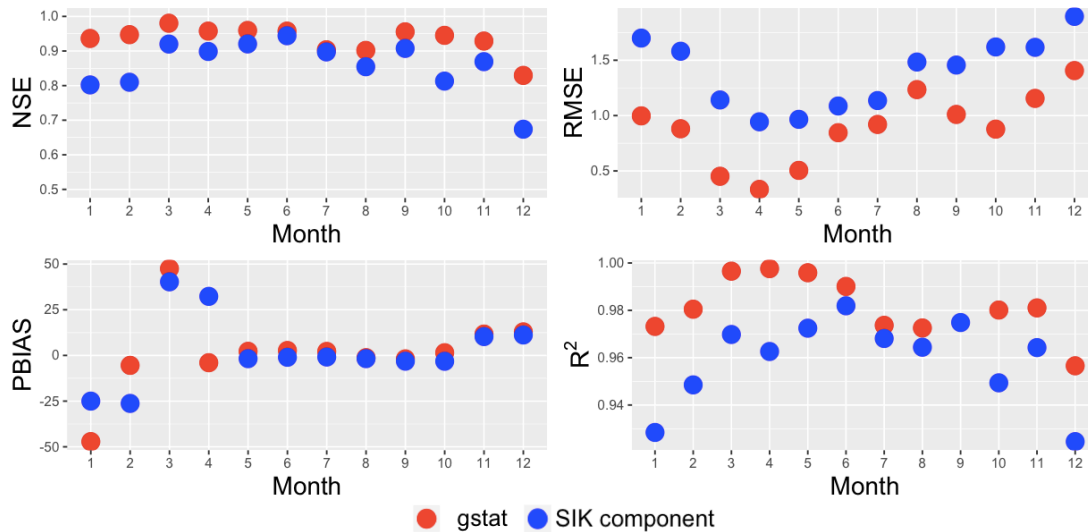 NSE
1.0
0.9
0.8
0.7
0.6
0.5
1 2 3 4 5 6 7 8 9 10 11 12
Month
RMSE
1.5
1.0
0.5
1 2 3 4 5 6 7 8 9 10 11 12
Month
PBIAS
50
25
0
-25
-50
1 2 3 4 5 6 7 8 9 10 11 12
Month
R²
1.00
0.98
0.96
0.94
1 2 3 4 5 6 7 8 9 10 11 12
Month
gstat SIK component